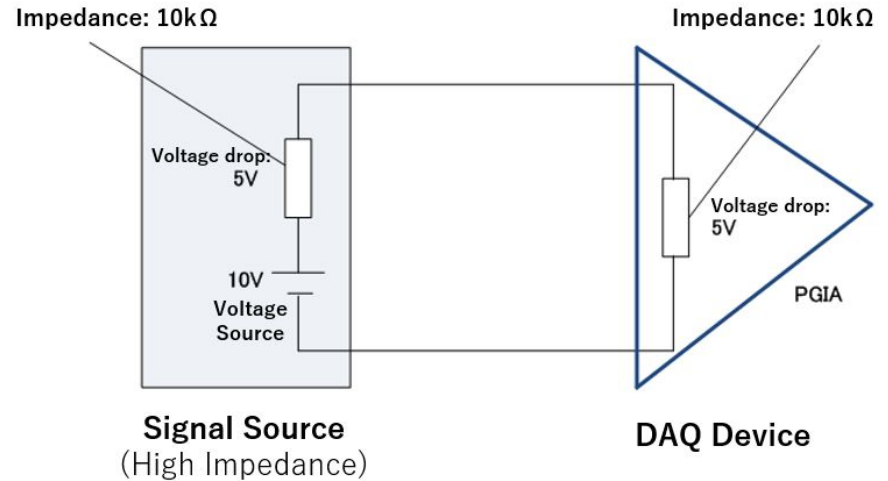 Impedance: 10kΩ
Impedance: 10kΩ
Voltage drop:
5V
Voltage drop:
5V
10V
Voltage
Source
PGIA
Signal Source
(High Impedance)
DAQ Device